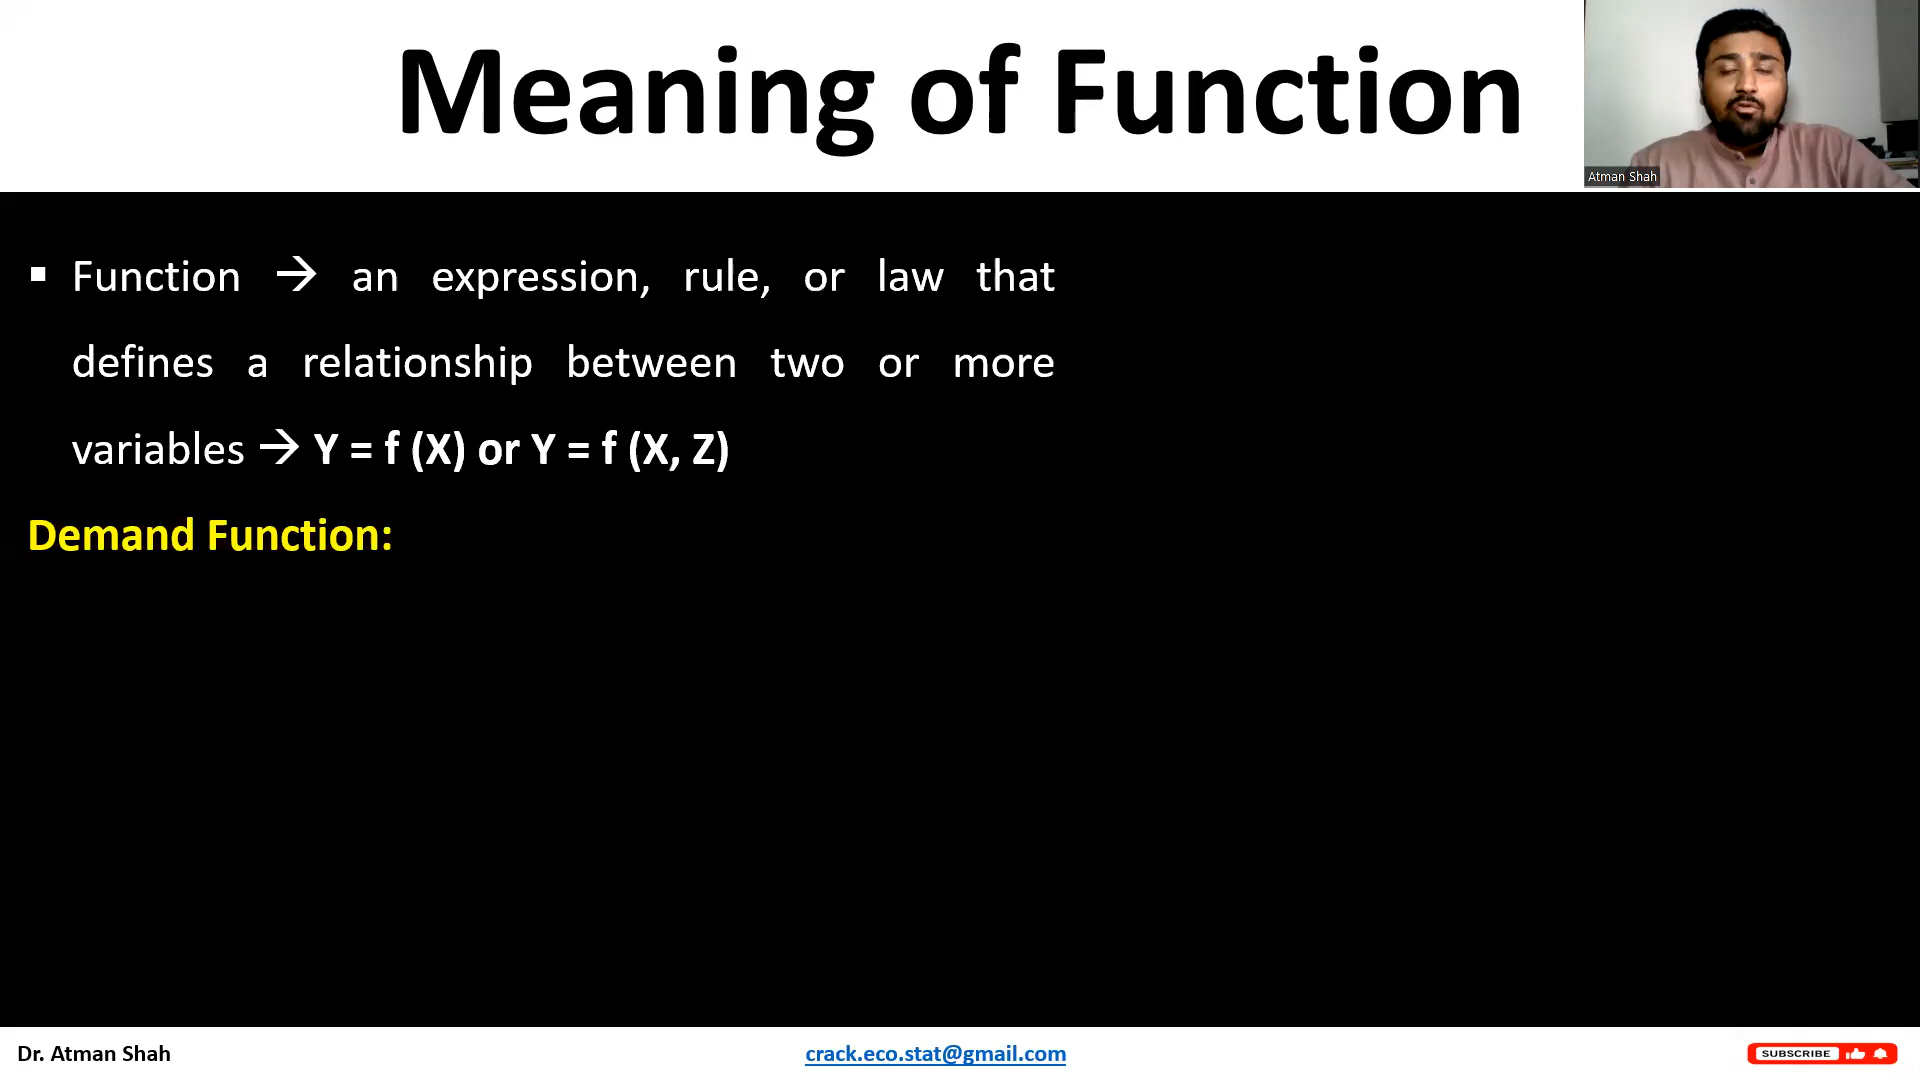 Meaning of Function
Atman Shah
▪ Function → an expression, rule, or law that
defines a relationship between two or more
variables → Y = f (X) or Y = f (X, Z)
Demand Function:
Dr. Atman Shah
crack.eco.stat@gmail.com
SUBSCRIBE